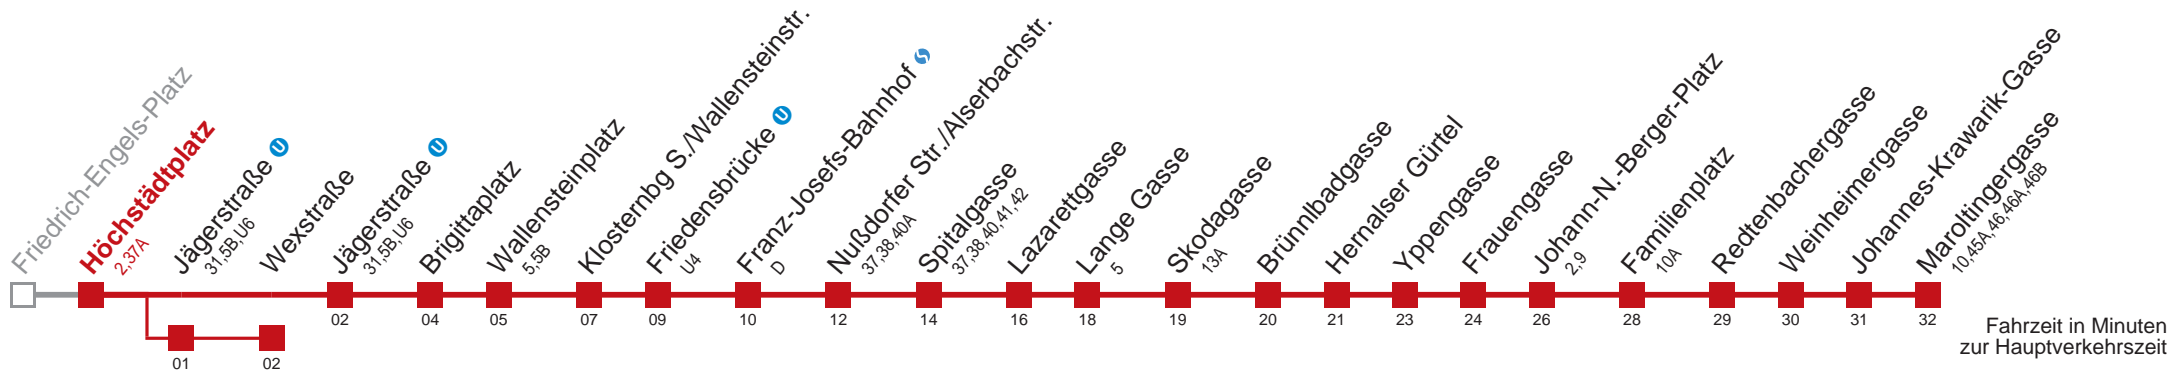 Friedrich-Engels-Platz
Höchstädtplatz
2,37A
Jägerstraße U
31,5B,U6
01
Wexstraße
02
Jägerstraße U
31,5B,U6
02
Brigittaplatz
04
Wallensteinplatz
5,5B
05
Klosternbg S./Wallensteinstr.
07
Friedensbrücke U
U4
09
Franz-Josefs-Bahnhof
D
10
Nußdorfer Str./Alserbachstr.
37,38,40A
12
Spitalgasse
37,38,40,41,42
14
Lazarettgasse
16
Lange Gasse
5
18
Skodagasse
13A
19
Brünnlbadgasse
20
Hernalser Gürtel
21
Yppengasse
23
Frauengasse
24
Johann-N.-Berger-Platz
2,9
26
Familienplatz
10A
28
Redtenbachergasse
29
Weinheimergasse
30
Johannes-Krawarik-Gasse
31
Maroltingergasse
10,45A,46,46A,46B
32
Fahrzeit in Minuten
zur Hauptverkehrszeit